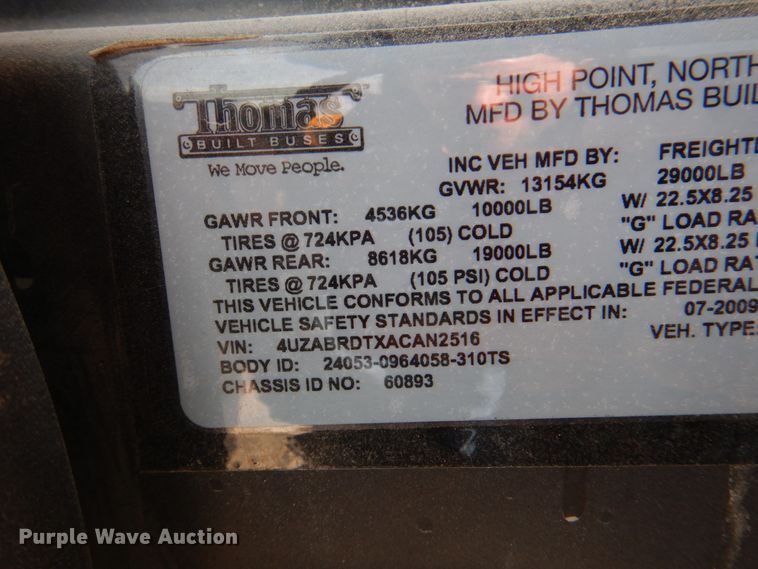 Thomas
BUILT BUSES
We Move People.
HIGH POINT, NORTH
MFD BY THOMAS BUIL
INC VEH MFD BY: FREIGHTL
GVWR: 13154KG 29000LB
GAWR FRONT: 4536KG 10000LB W/ 22.5X8.25
TIRES @ 724KPA (105) COLD "G" LOAD RA
GAWR REAR: 8618KG 19000LB W/ 22.5X8.25
TIRES @ 724KPA (105 PSI) COLD "G" LOAD RAT
THIS VEHICLE CONFORMS TO ALL APPLICABLE FEDERAL
VEHICLE SAFETY STANDARDS IN EFFECT IN: 07-2009
VIN: 4UZABRDTXACAN2516 VEH. TYPE:
BODY ID: 24053-0964058-310TS
CHASSIS ID NO: 60893
Purple Wave Auction